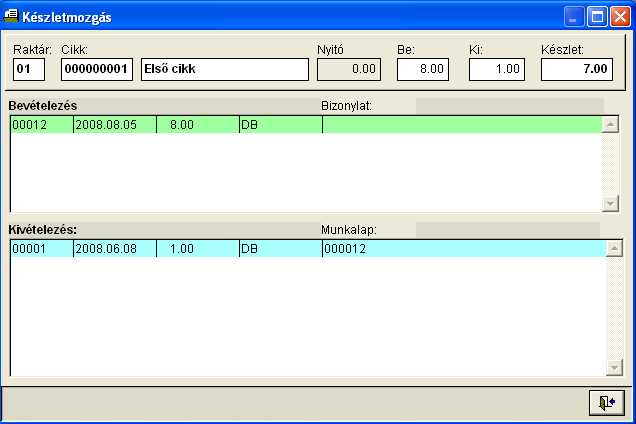 Készletmozgás
Raktár: Cikk: Nyitó Be: Ki: Készlet:
01 000000001 Első cikk 0.00 8.00 1.00 7.00
Bevételezés Bizonylat:
00012 2008.08.05 8.00 DB
Kivételezés: Munkalap:
00001 2008.06.08 1.00 DB 000012